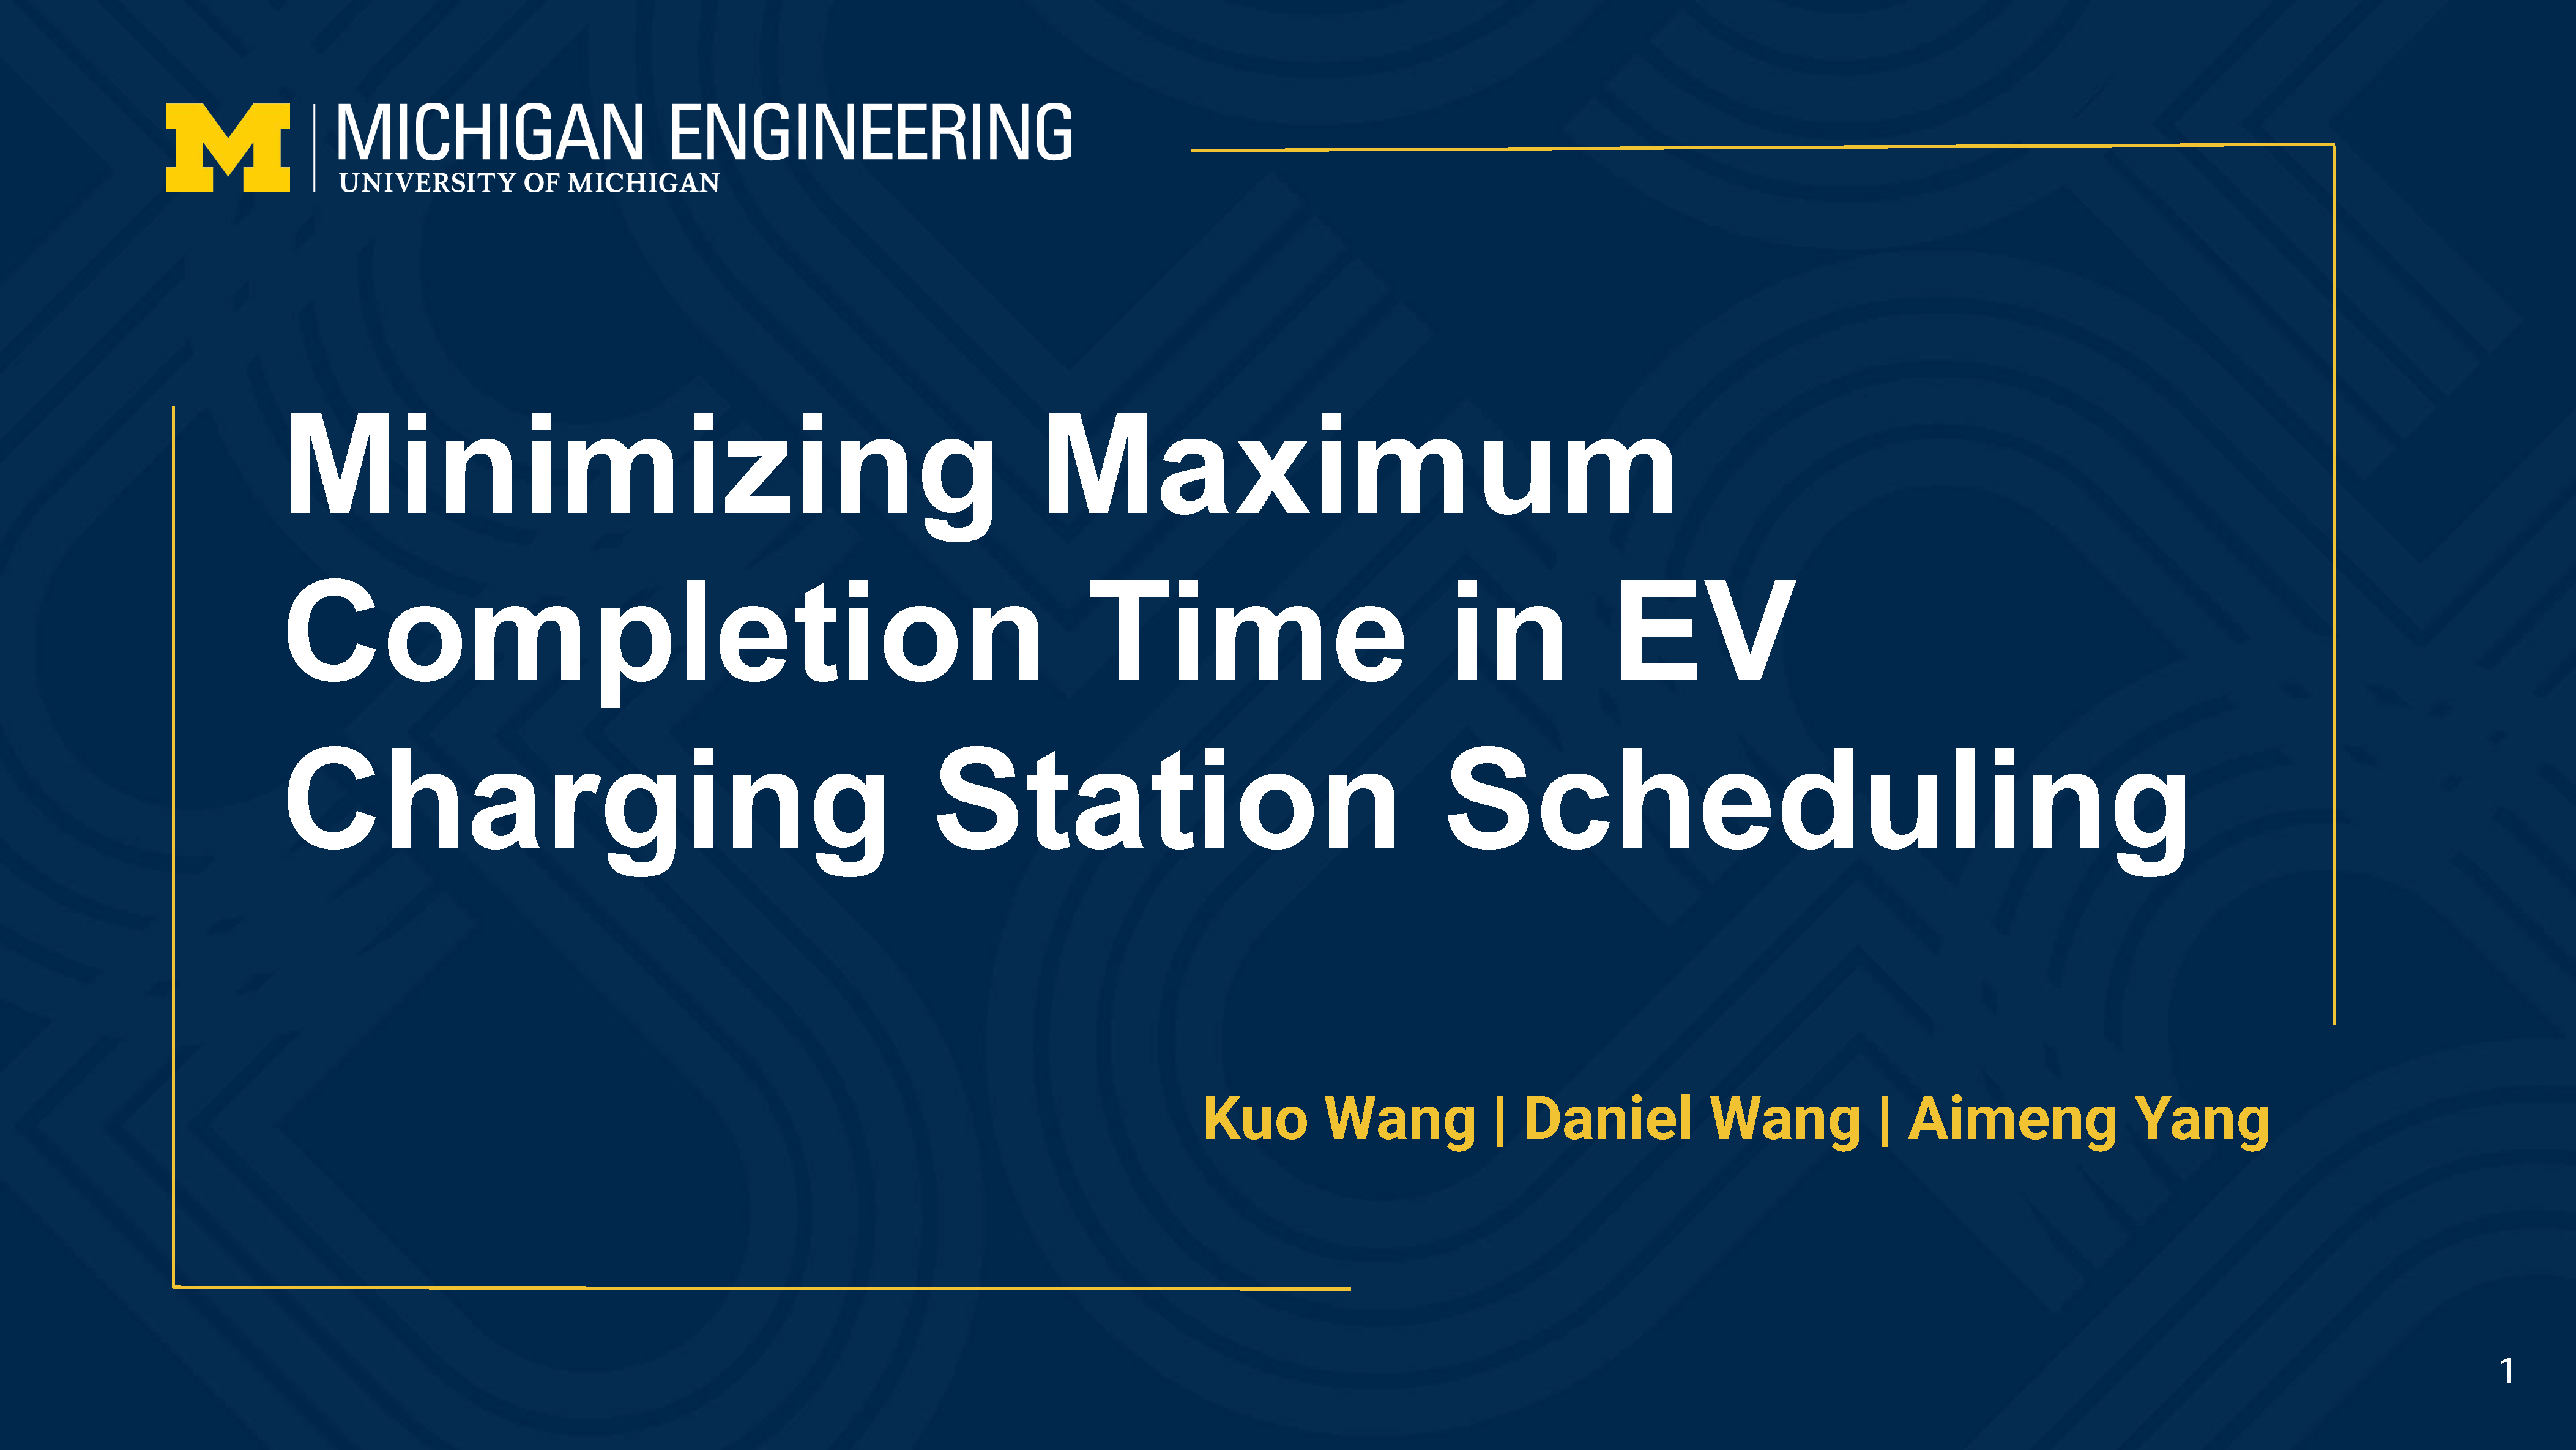 MICHIGAN ENGINEERING
UNIVERSITY OF MICHIGAN
Minimizing Maximum
Completion Time in EV
Charging Station Scheduling
Kuo Wang | Daniel Wang | Aimeng Yang
1